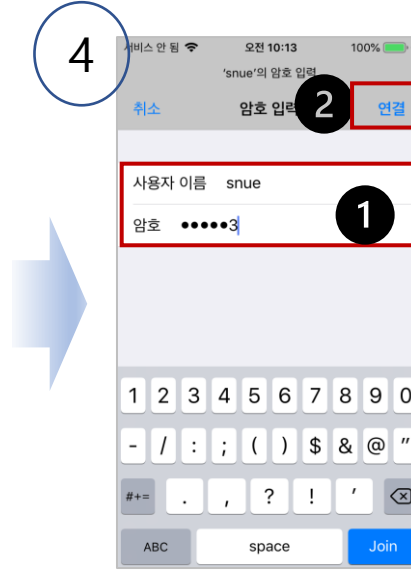 4
서비스 안 됨 오전 10:13 100%
'snue'의 암호 입력
취소 암호 입력 2 연결
사용자 이름 snue
암호 •••••3
1
1 2 3 4 5 6 7 8 9 0
- / : ; ( ) $ & @ "
#+= . , ? ! '
ABC space Join